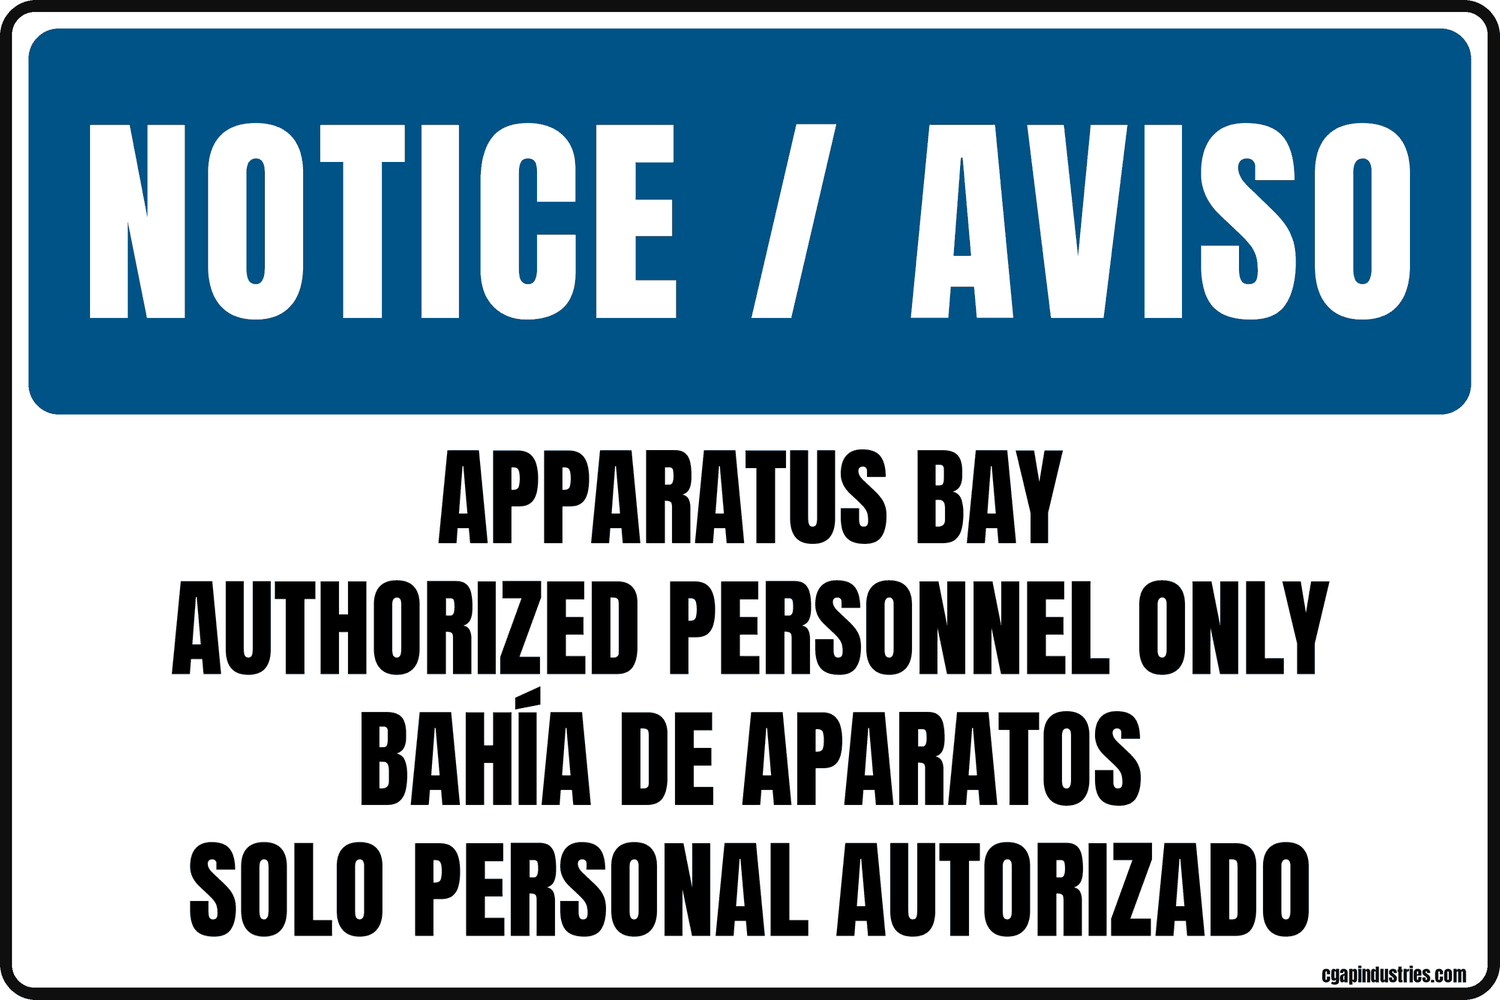 NOTICE / AVISO
APPARATUS BAY
AUTHORIZED PERSONNEL ONLY
BAHÍA DE APARATOS
SOLO PERSONAL AUTORIZADO
cgapindustries.com